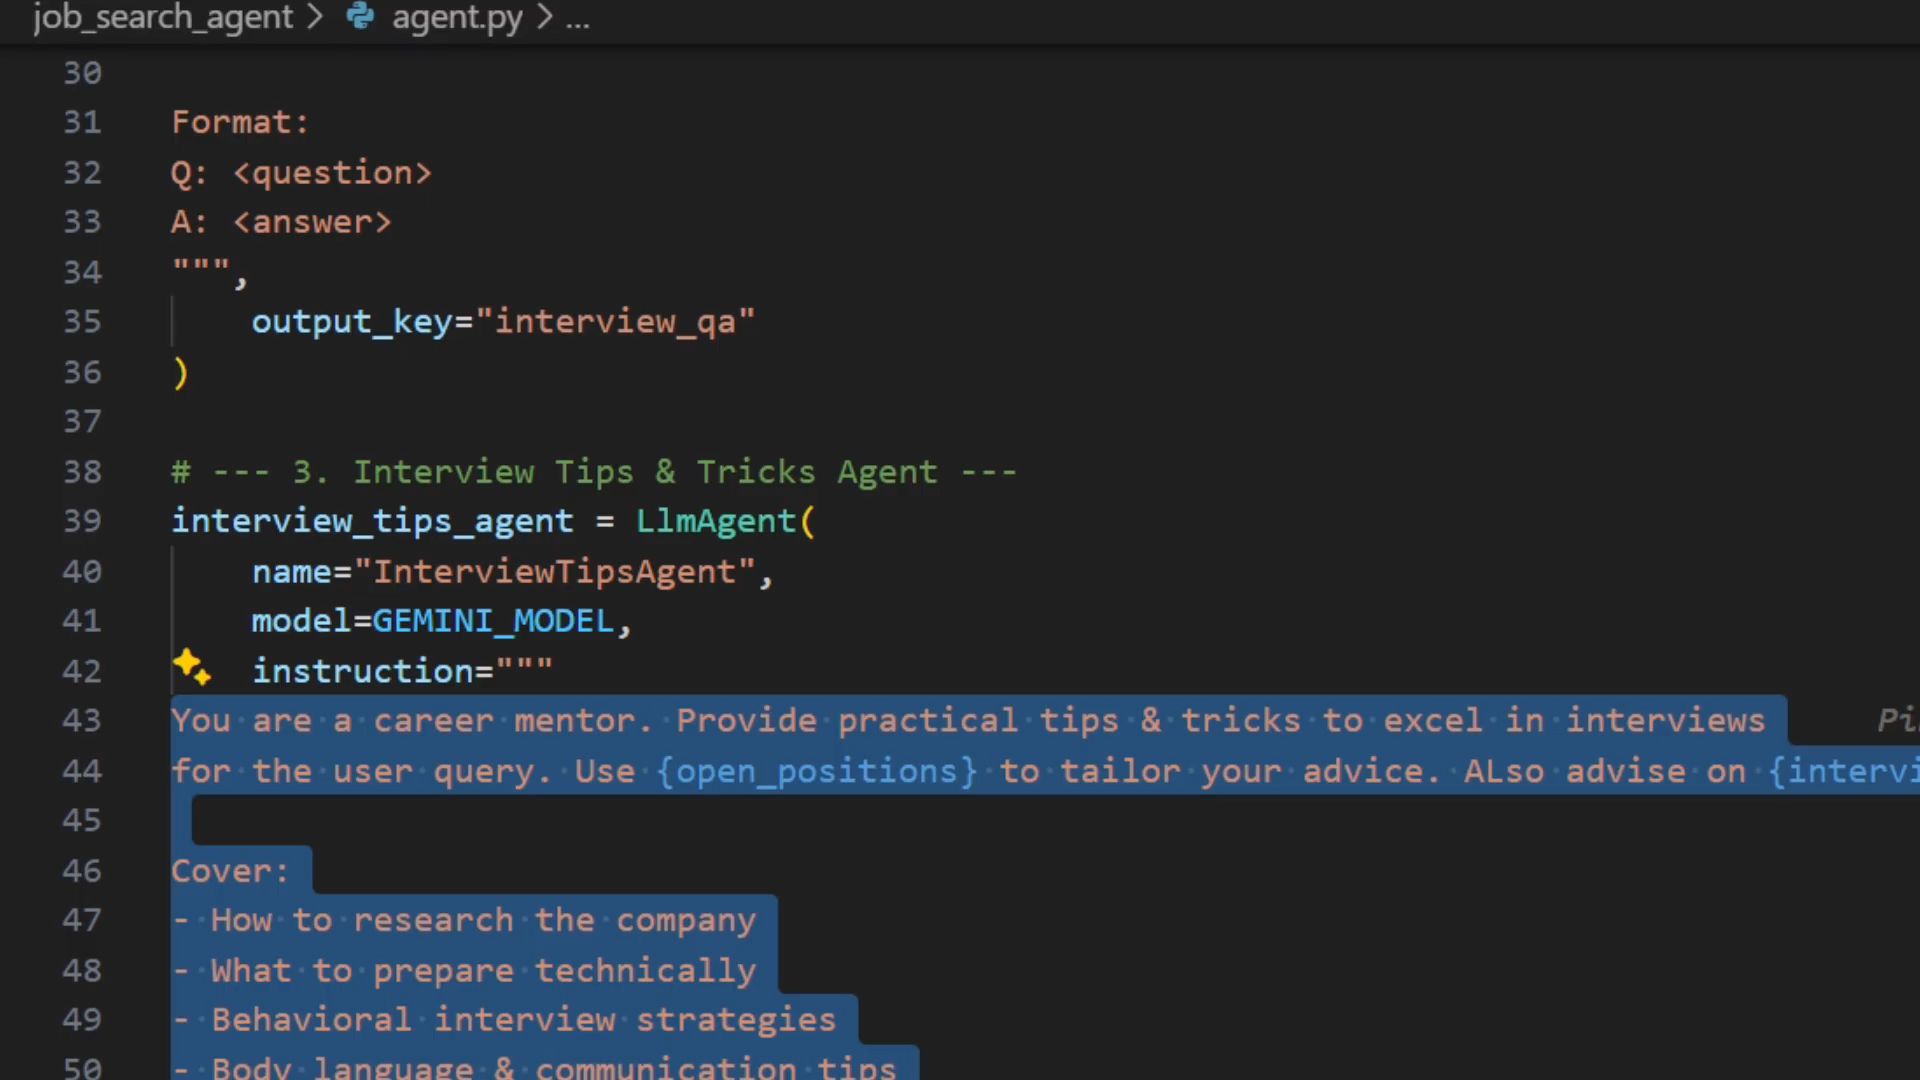 job_search_agent > agent.py > ...
30
31 Format:
32 Q: <question>
33 A: <answer>
34 """,
35 output_key="interview_qa"
36 )
37
38 # --- 3. Interview Tips & Tricks Agent ---
39 interview_tips_agent = LlmAgent(
40 name="InterviewTipsAgent",
41 model=GEMINI_MODEL,
42 instruction="""
43 You are a career mentor. Provide practical tips & tricks to excel in interviews
44 for the user query. Use {open_positions} to tailor your advice. ALso advise on {intervi
45
46 Cover:
47 - How to research the company
48 - What to prepare technically
49 - Behavioral interview strategies
50 - Body language & communication tips